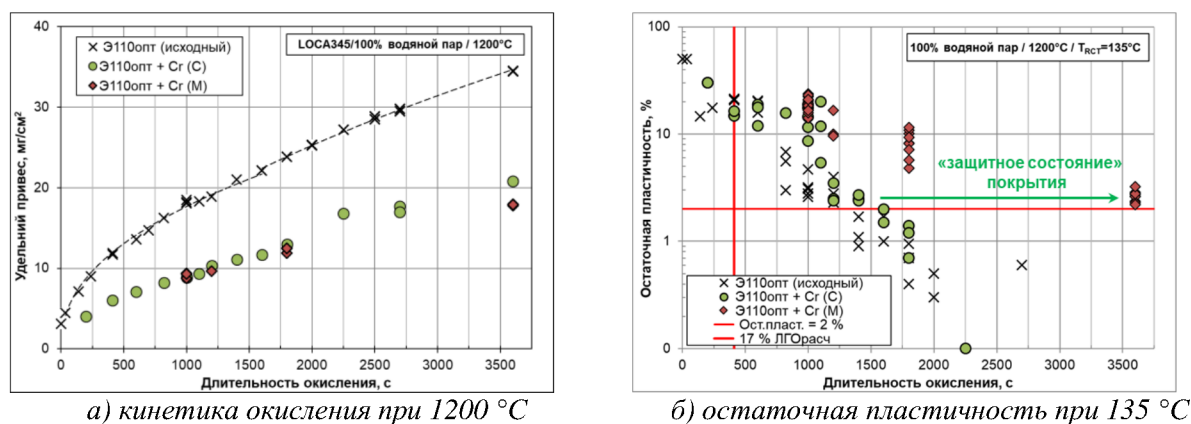 40
30
20
10
0
Удельный привес, мг/см²
× Э110опт (исходный)
Э110опт + Cr (C)
Э110опт + Cr (M)
LOCA345/100% водяной пар / 1200°C
0 500 1000 1500 2000 2500 3000 3500
Длительность окисления, с
а) кинетика окисления при 1200 °C
100
10
1
0
Остаточная пластичность, %
100% водяной пар / 1200°C / TRCT=135°C
«защитное состояние»
покрытия
× Э110опт (исходный)
Э110опт + Cr (C)
Э110опт + Cr (M)
Ост.пласт. = 2 %
17 % ЛГОрасч
0 500 1000 1500 2000 2500 3000 3500
Длительность окисления, с
б) остаточная пластичность при 135 °C